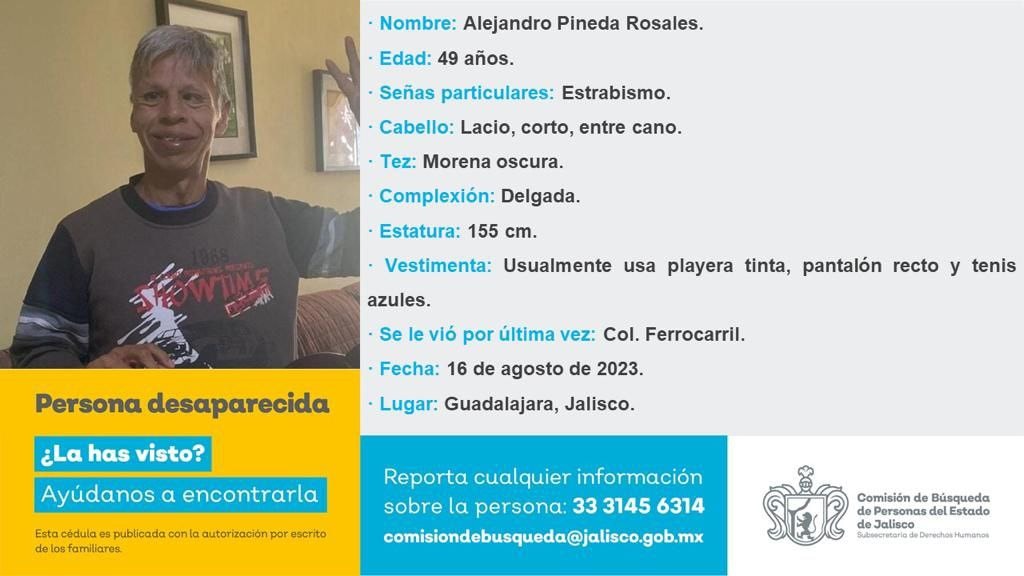 · Nombre: Alejandro Pineda Rosales.
· Edad: 49 años.
· Señas particulares: Estrabismo.
· Cabello: Lacio, corto, entre cano.
· Tez: Morena oscura.
· Complexión: Delgada.
· Estatura: 155 cm.
· Vestimenta: Usualmente usa playera tinta, pantalón recto y tenis
azules.
· Se le vió por última vez: Col. Ferrocarril.
· Fecha: 16 de agosto de 2023.
· Lugar: Guadalajara, Jalisco.
1968
SHOWTIME
Persona desaparecida
¿La has visto?
Ayúdanos a encontrarla
Esta cédula es publicada con la autorización por escrito
de los familiares.
Reporta cualquier información
sobre la persona: 33 3145 6314
comisiondebusqueda@jalisco.gob.mx
Comisión de Búsqueda
de Personas del Estado
de Jalisco
Subsecretaría de Derechos Humanos